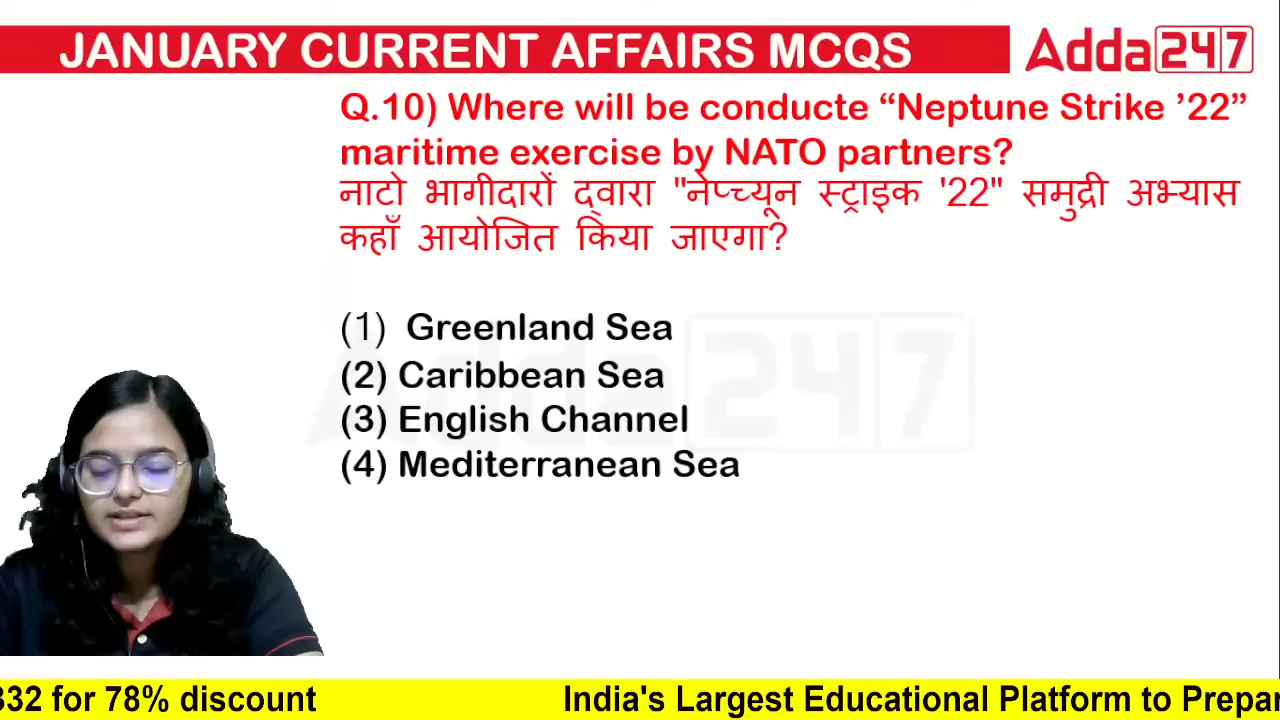 JANUARY CURRENT AFFAIRS MCQS
Adda247
Q.10) Where will be conducte “Neptune Strike ’22”
maritime exercise by NATO partners?
नाटो भागीदारों द्वारा "नेप्च्यून स्ट्राइक '22" समुद्री अभ्यास
कहाँ आयोजित किया जाएगा?
(1) Greenland Sea
(2) Caribbean Sea
(3) English Channel
(4) Mediterranean Sea
Adda247
332 for 78% discount India's Largest Educational Platform to